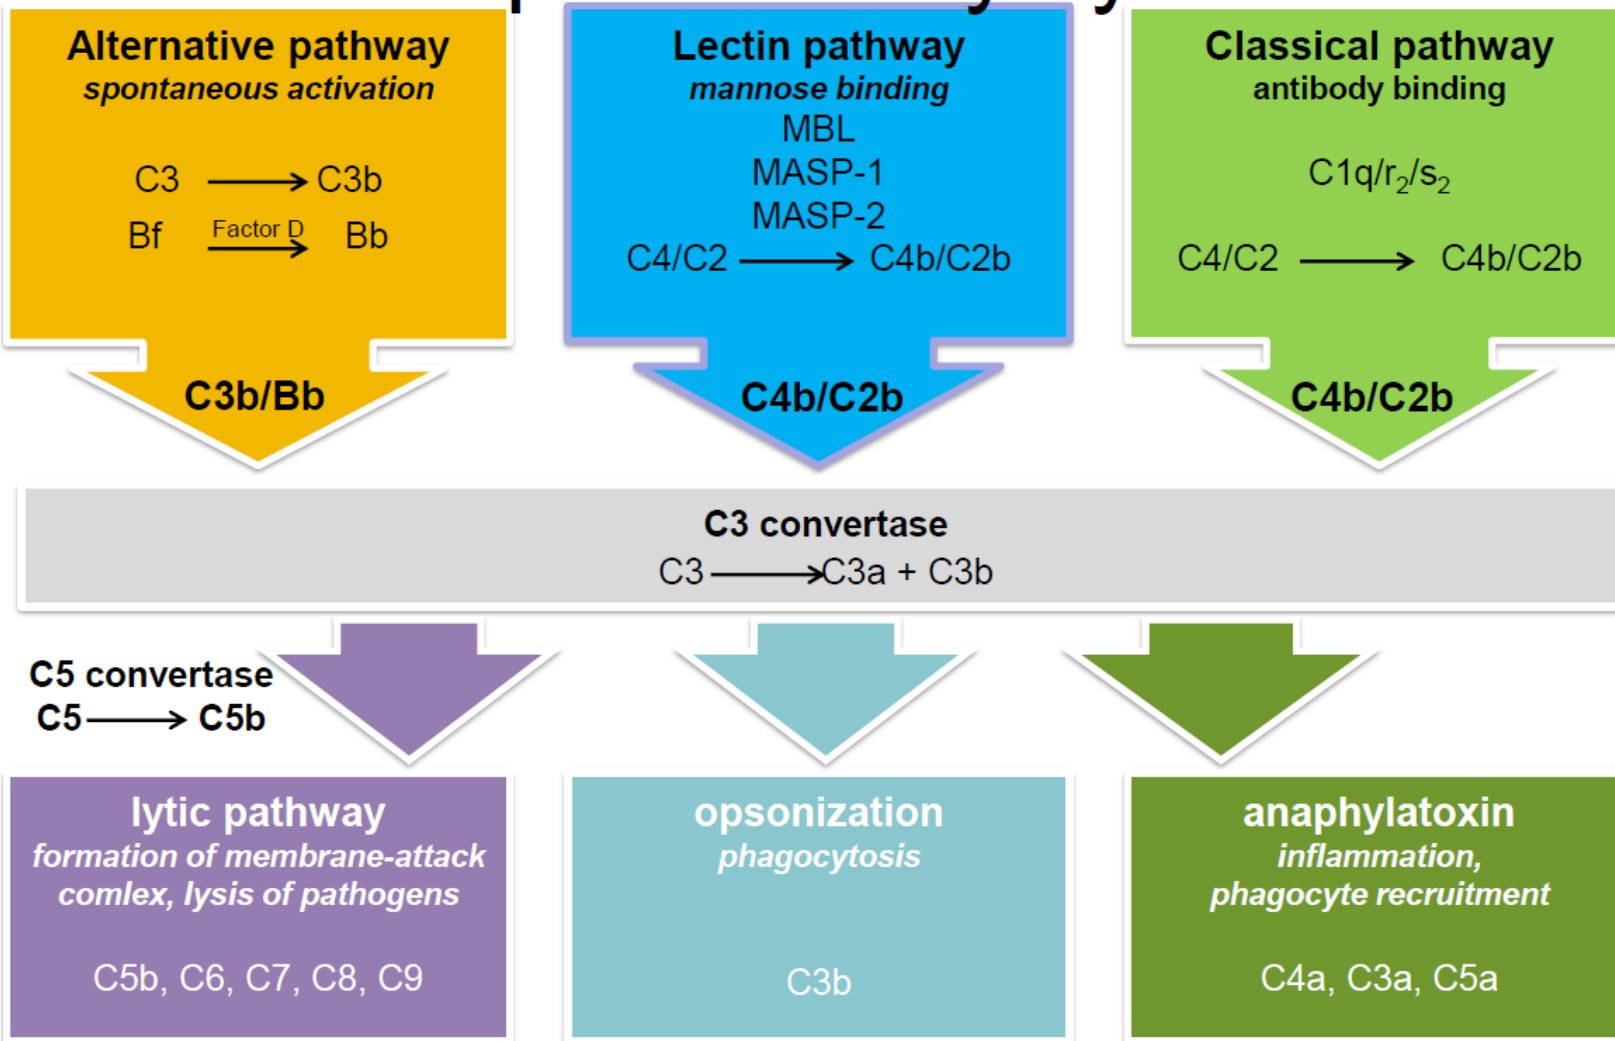 Alternative pathway
spontaneous activation
C3 → C3b
Factor D
Bf → Bb
C3b/Bb
Lectin pathway
mannose binding
MBL
MASP-1
MASP-2
C4/C2 → C4b/C2b
C4b/C2b
Classical pathway
antibody binding
C1q/r₂/s₂
C4/C2 → C4b/C2b
C4b/C2b
C3 convertase
C3 → C3a + C3b
C5 convertase
C5 → C5b
lytic pathway
formation of membrane-attack
comlex, lysis of pathogens
C5b, C6, C7, C8, C9
opsonization
phagocytosis
C3b
anaphylatoxin
inflammation,
phagocyte recruitment
C4a, C3a, C5a